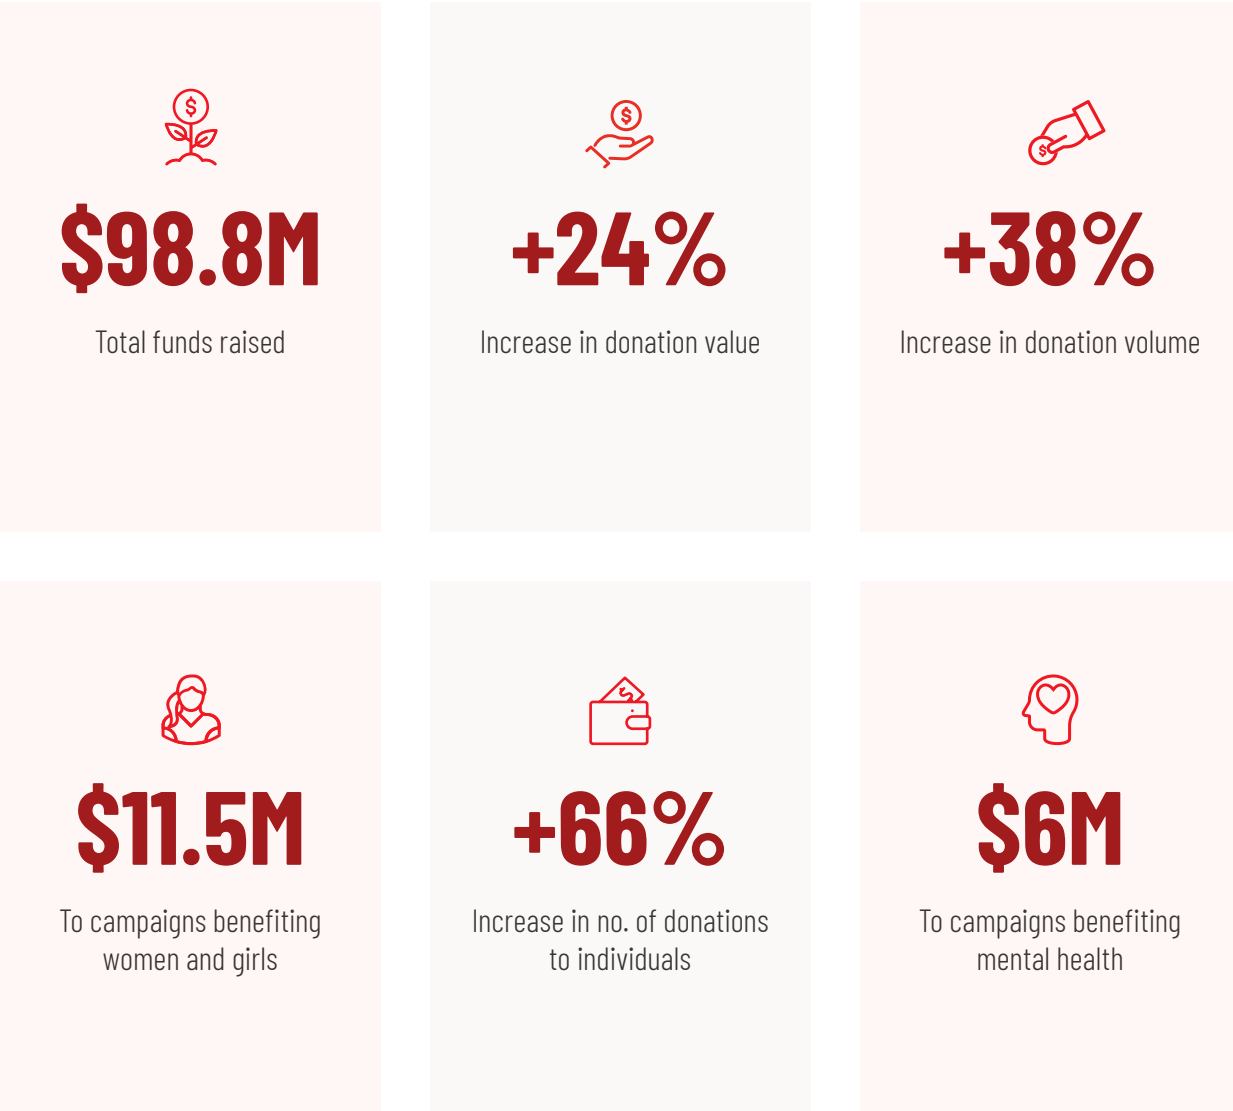 $98.8M
Total funds raised
+24%
Increase in donation value
+38%
Increase in donation volume
$11.5M
To campaigns benefiting
women and girls
+66%
Increase in no. of donations
to individuals
$6M
To campaigns benefiting
mental health